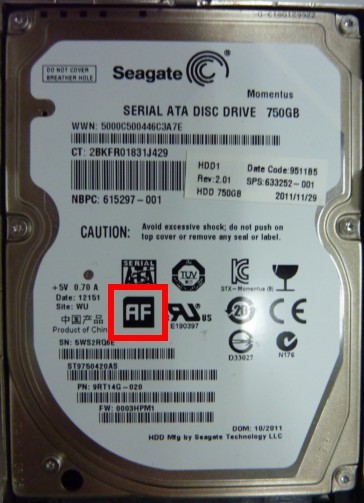 DO NOT COVER
BREATHER HOLE
Seagate
Momentus
SERIAL ATA DISC DRIVE 750GB
WWN: 5000C500446C3A7E
CT: 2BKFR01831J429
HDD1
Date Code:9511B5
Rev:2.01
SPS:633252-001
HDD 750GB
2011/11/29
NBPC: 615297-001
CAUTION: Avoid excessive shock; do not push on
top cover or remove any seal or label.
SERIAL
ATA
TUV
STX-Momentus (B)
+5V 0.70 A
Date: 12151
Site: WU
中国产品
Product of China
AF
US
E190397
20
CE
D33027
N176
SN: 5WS2RQ6E
ST9750420AS
PN: 9RT14G-020
FW: 0003HPM1
DOM: 10/2011
HDD Mfg by Seagate Technology LLC